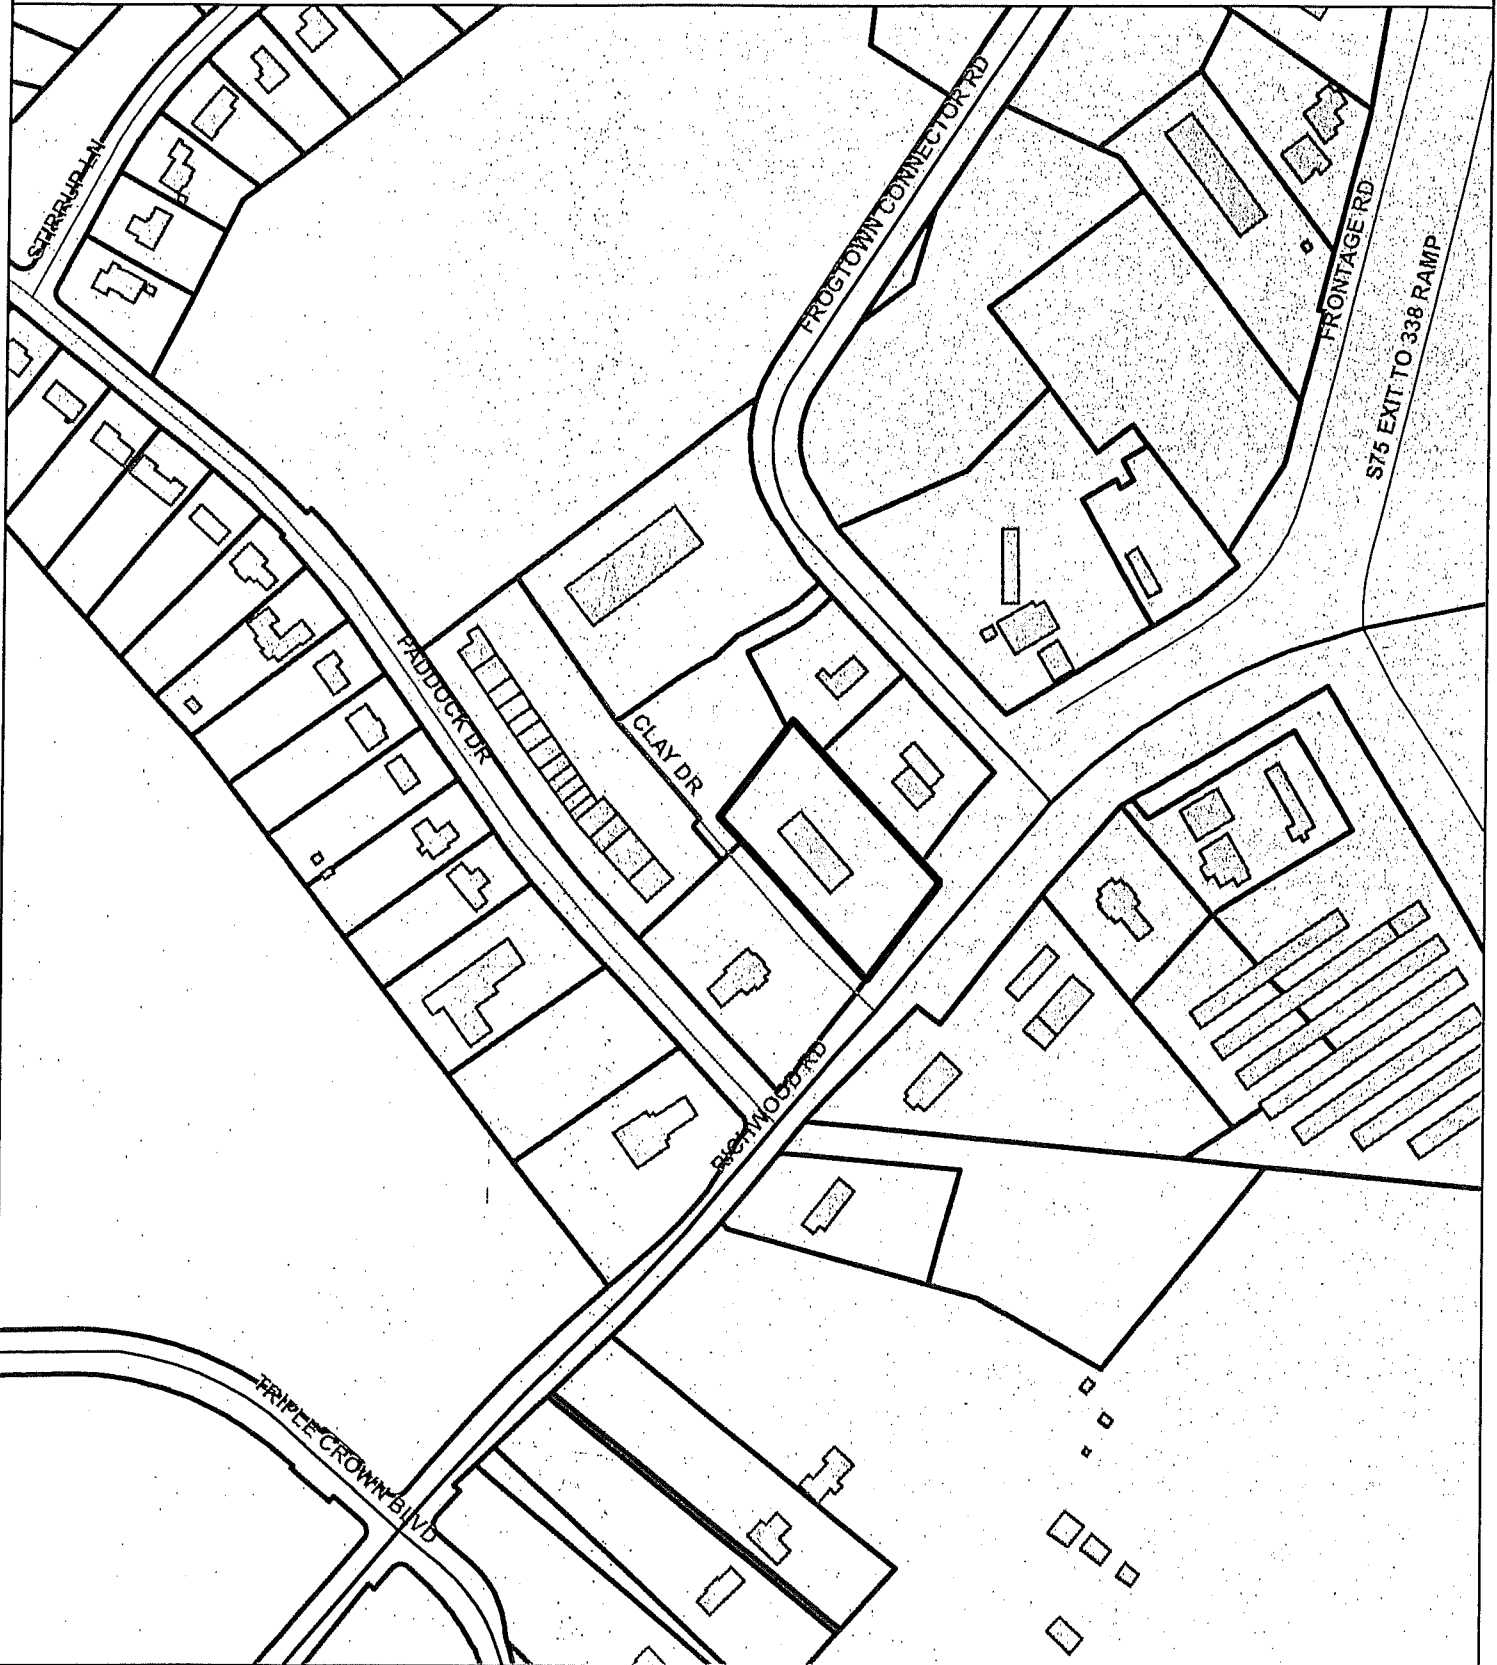 STIRRUP LN
FROGTOWN CONNECTOR RD
FRONTAGE RD
S75 EXIT TO 338 RAMP
PADDOCK DR
CLAY DR
RICHWOOD RD
TRIPLE CROWN BLVD